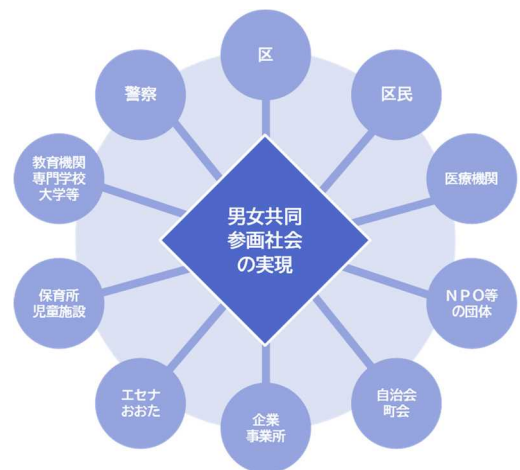 区
区民
医療機関
NPO等
の団体
自治会
町会
企業
事業所
エセナ
おおた
保育所
児童施設
教育機関
専門学校
大学等
警察
男女共同
参画社会
の実現